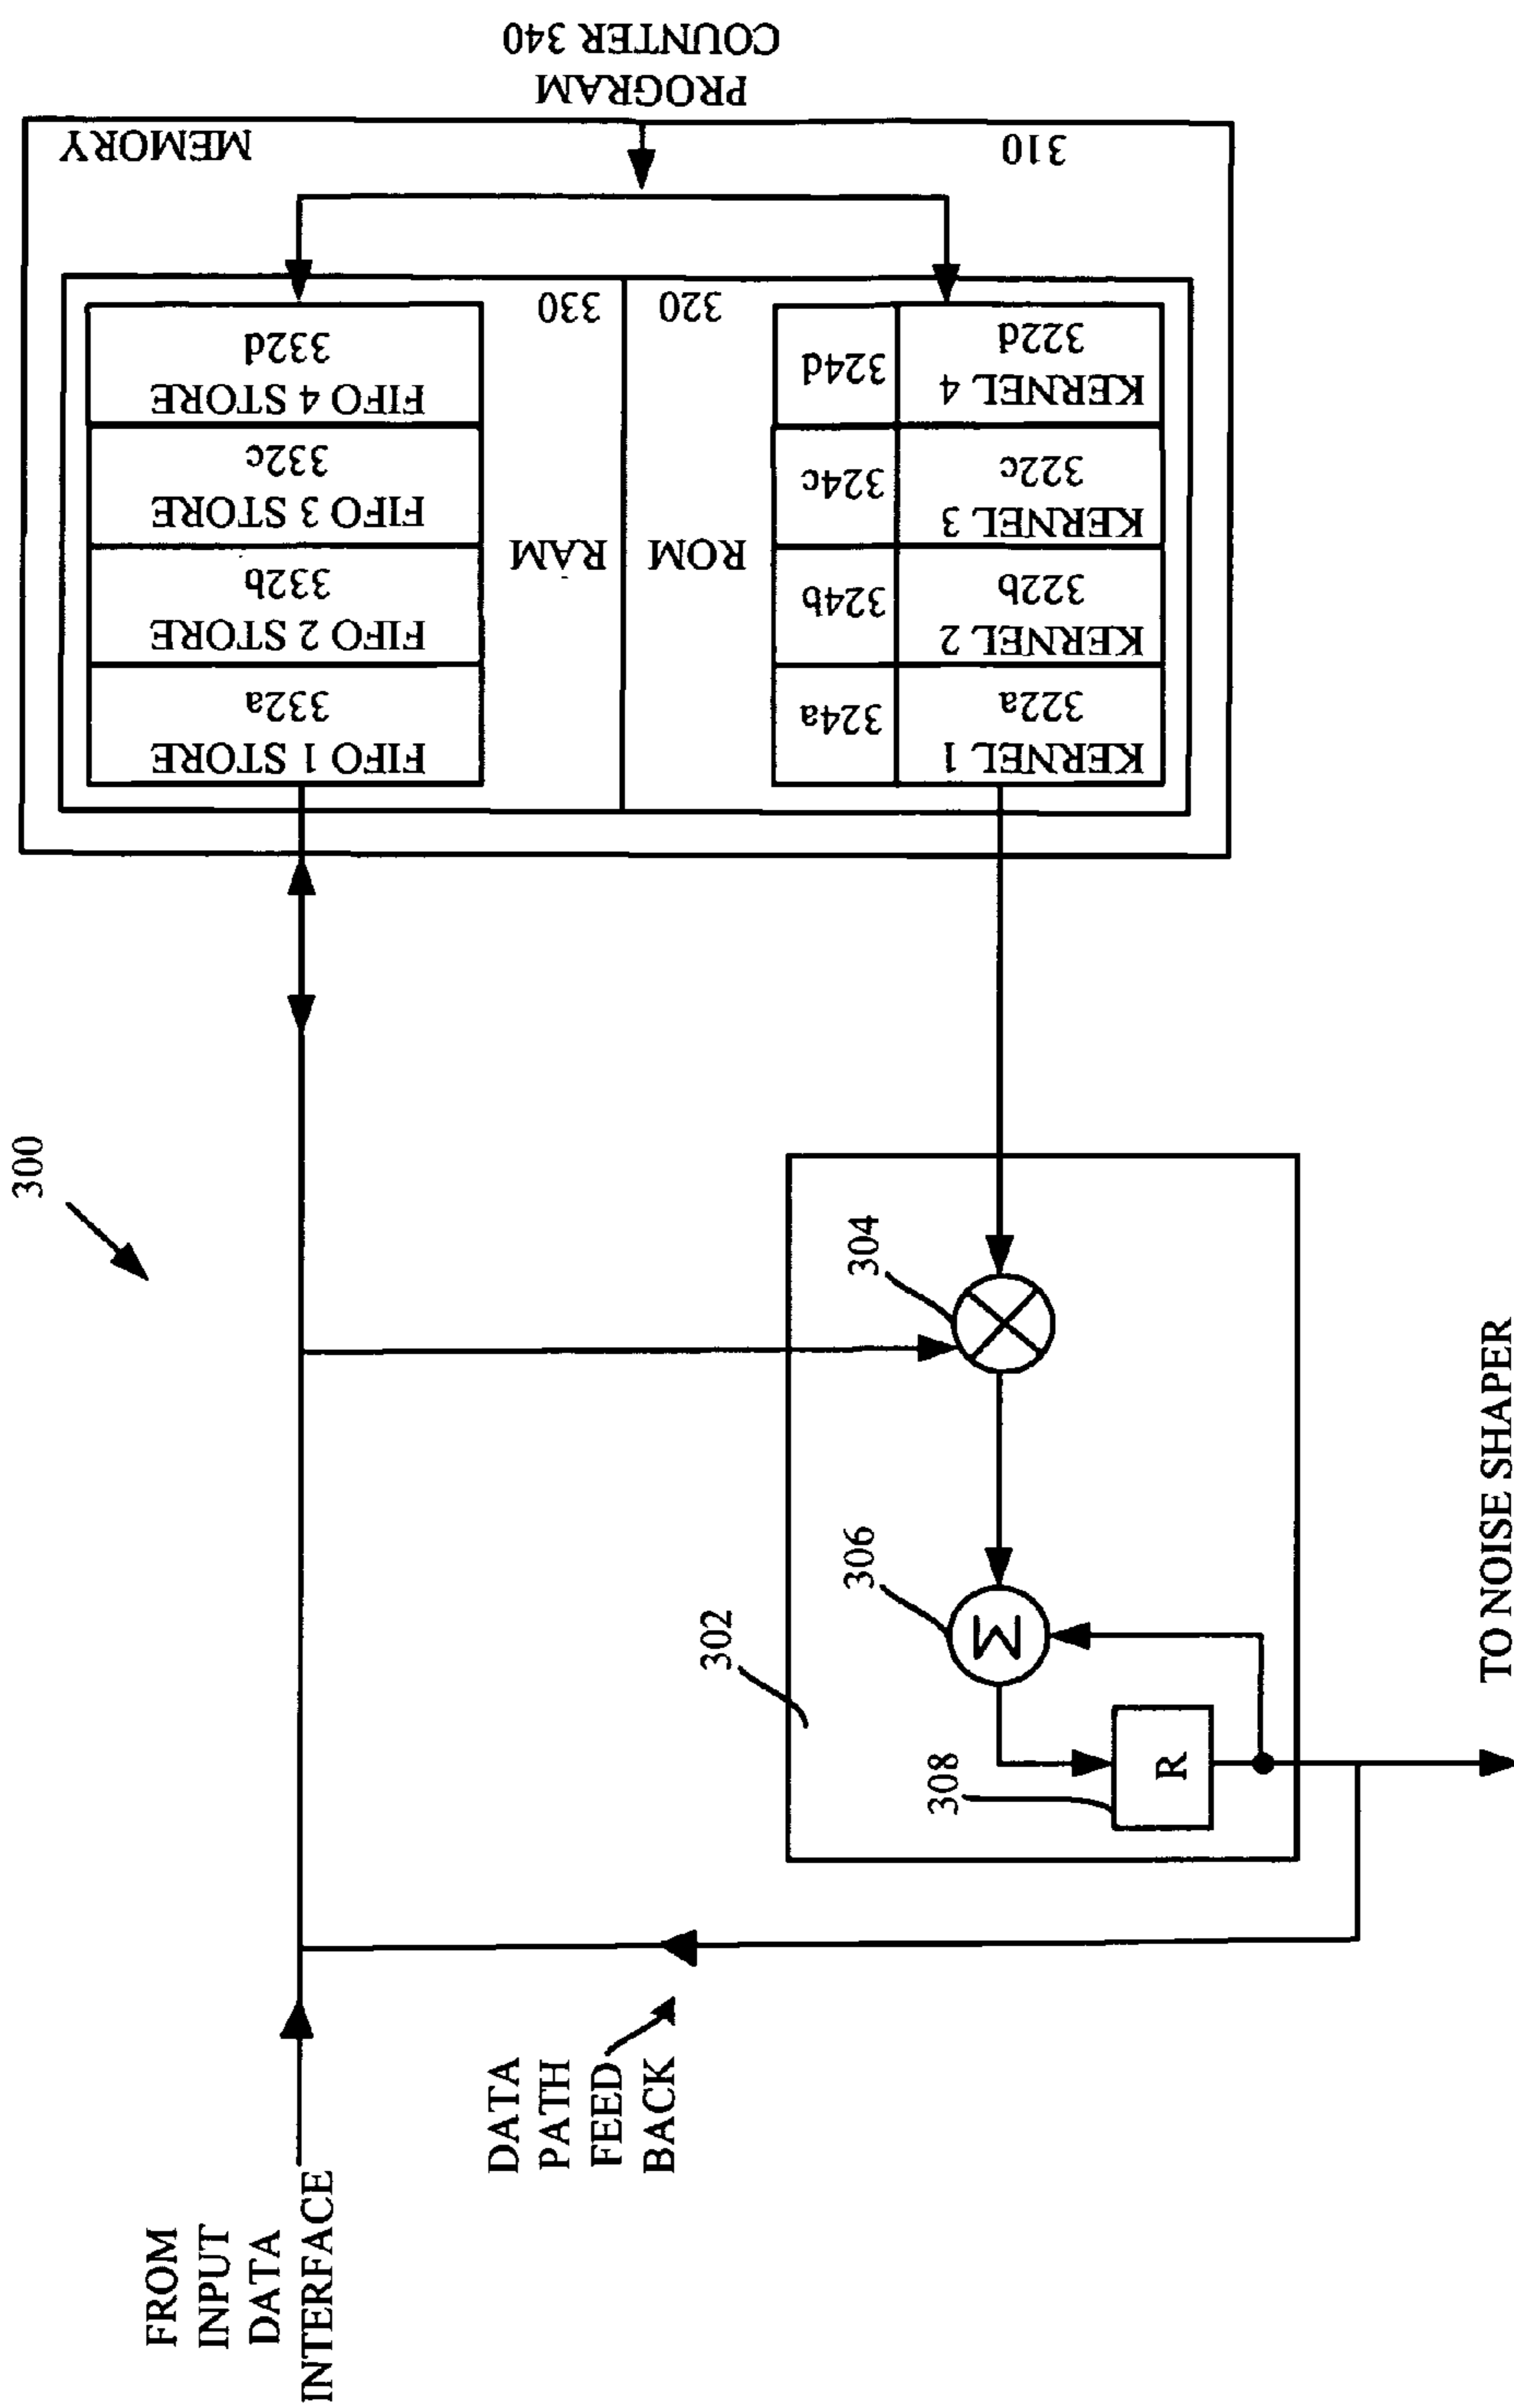 PROGRAM
COUNTER 340
MEMORY
310
FIFO 4 STORE
332d
FIFO 3 STORE
332c
FIFO 2 STORE
332b
FIFO 1 STORE
332a
330
RAM
320
ROM
324d
324c
324b
324a
KERNEL 4
322d
KERNEL 3
322c
KERNEL 2
322b
KERNEL 1
322a
300
304
306
Σ
302
308
R
TO NOISE SHAPER
DATA
PATH
FEED
BACK
FROM
INPUT
DATA
INTERFACE